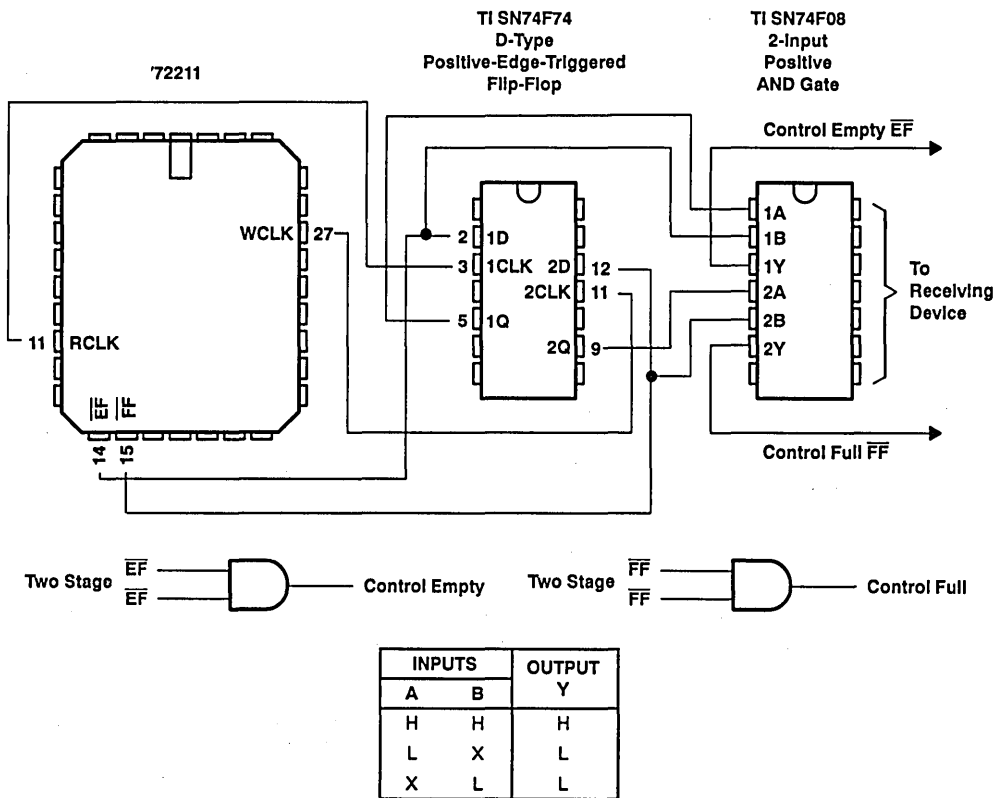 TI SN74F74
D-Type
Positive-Edge-Triggered
Flip-Flop
TI SN74F08
2-Input
Positive
AND Gate
'72211
Control Empty EF
WCLK 27
11 RCLK
EF FF
14 15
2 1D
3 1CLK 2D 12
2CLK 11
5 1Q
2Q 9
1A
1B
1Y
2A
2B
2Y
To
Receiving
Device
Control Full FF
Two Stage EF
EF
Control Empty
Two Stage FF
FF
Control Full
INPUTS OUTPUT
A B Y
H H H
L X L
X L L